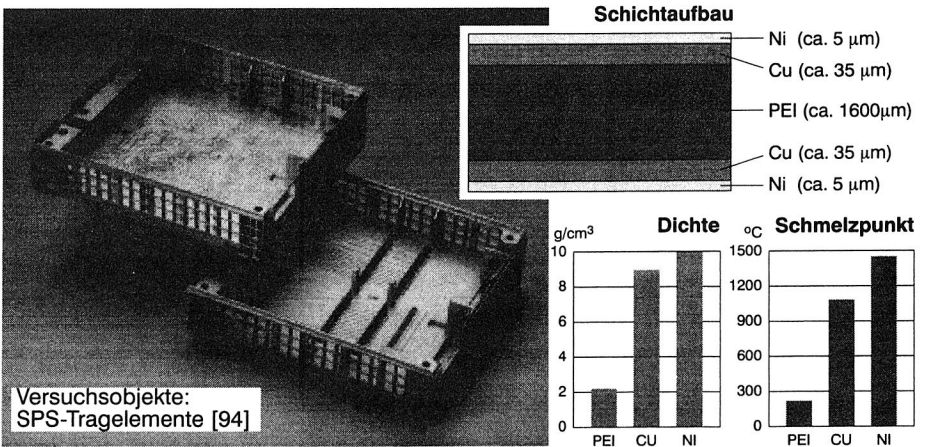 Schichtaufbau
Ni (ca. 5 µm)
Cu (ca. 35 µm)
PEI (ca. 1600µm)
Cu (ca. 35 µm)
Ni (ca. 5 µm)
Versuchsobjekte:
SPS-Tragelemente [94]
g/cm³ Dichte
10
8
6
4
2
0
PEI CU NI
°C Schmelzpunkt
1500
1200
900
600
300
0
PEI CU NI